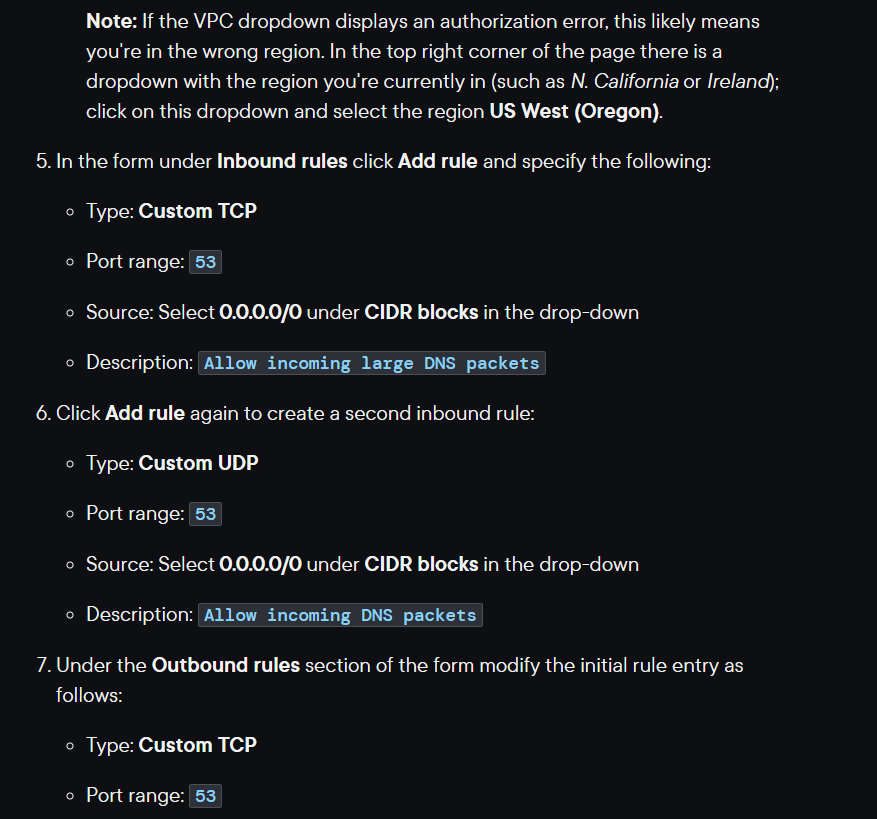 Note: If the VPC dropdown displays an authorization error, this likely means
you're in the wrong region. In the top right corner of the page there is a
dropdown with the region you're currently in (such as N. California or Ireland);
click on this dropdown and select the region US West (Oregon).
5. In the form under Inbound rules click Add rule and specify the following:
Type: Custom TCP
Port range: 53
Source: Select 0.0.0.0/0 under CIDR blocks in the drop-down
Description: Allow incoming large DNS packets
6. Click Add rule again to create a second inbound rule:
Type: Custom UDP
Port range: 53
Source: Select 0.0.0.0/0 under CIDR blocks in the drop-down
Description: Allow incoming DNS packets
7. Under the Outbound rules section of the form modify the initial rule entry as
follows:
Type: Custom TCP
Port range: 53